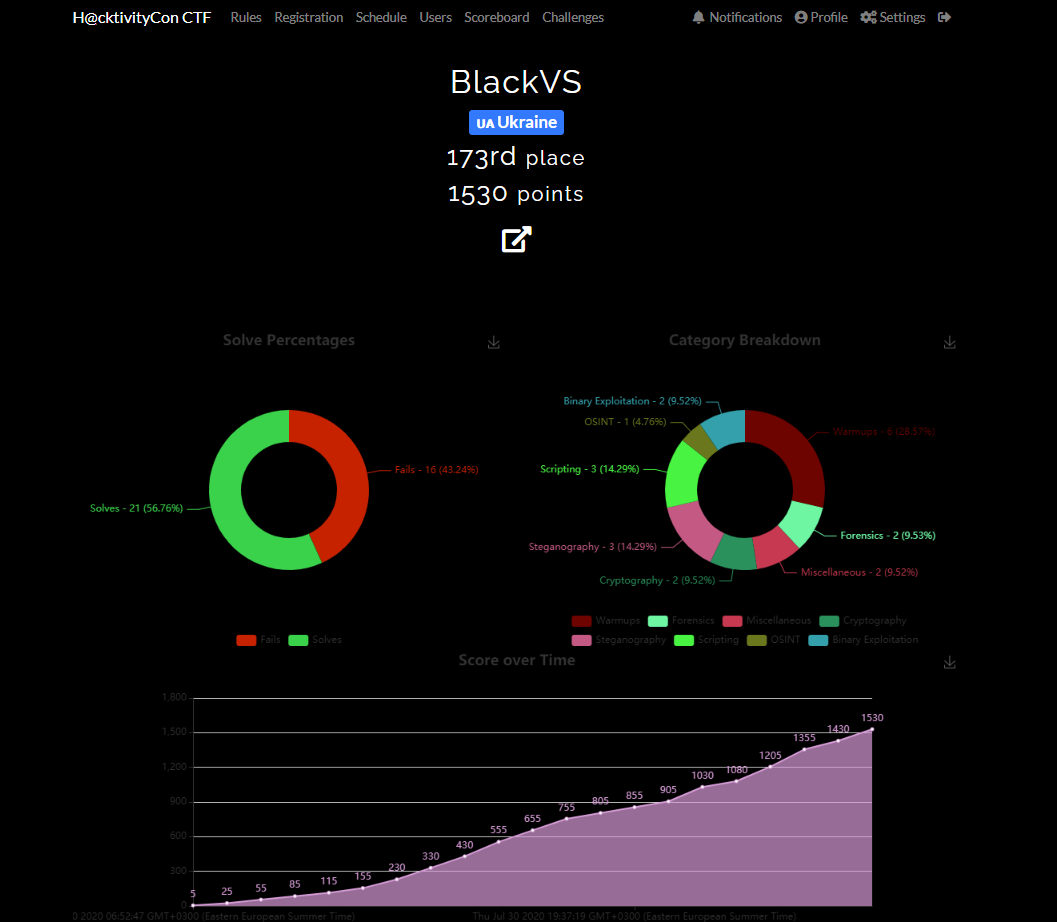 H@cktivityCon CTF Rules Registration Schedule Users Scoreboard Challenges Notifications Profile Settings
BlackVS
UA Ukraine
173rd place
1530 points
Solve Percentages
Fails - 16 (43.24%)
Solves - 21 (56.76%)
Fails Solves
Category Breakdown
Binary Exploitation - 2 (9.52%)
OSINT - 1 (4.76%)
Warmups - 6 (28.57%)
Scripting - 3 (14.29%)
Forensics - 2 (9.53%)
Steganography - 3 (14.29%)
Miscellaneous - 2 (9.52%)
Cryptography - 2 (9.52%)
Warmups Forensics Miscellaneous Cryptography
Steganography Scripting OSINT Binary Exploitation
Score over Time
1,800
1,500
1,200
900
600
300
0
5 25 55 85 115 155 230 330 430 555 655 755 805 855 905 1030 1080 1205 1355 1430 1530
0 2020 06:52:47 GMT+0300 (Eastern European Summer Time) Thu Jul 30 2020 19:37:19 GMT+0300 (Eastern European Summer Time)